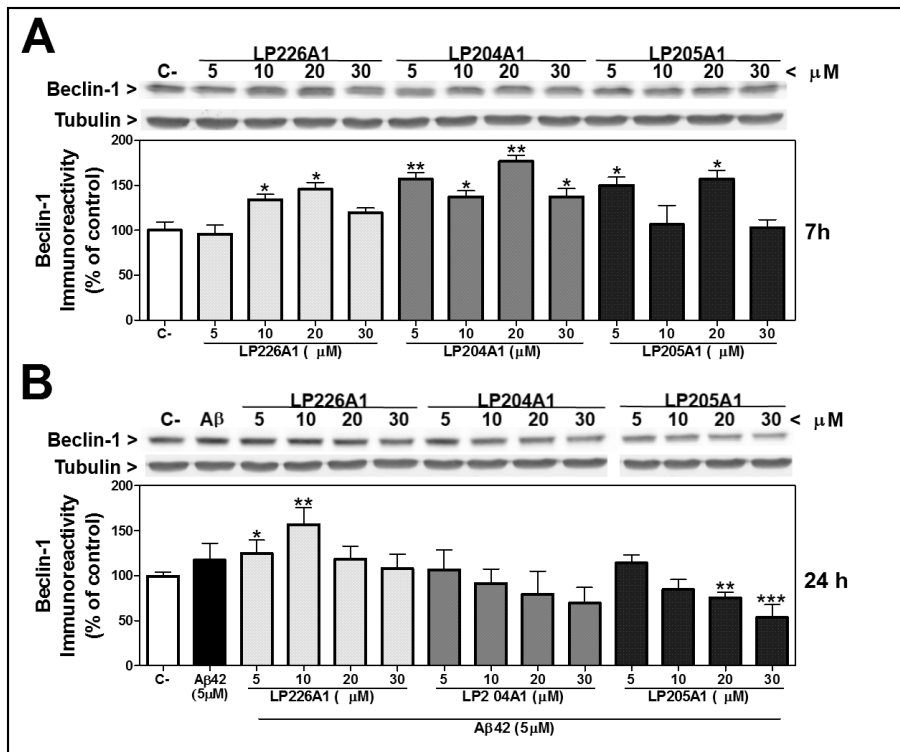 A
LP226A1 LP204A1 LP205A1
C- 5 10 20 30 5 10 20 30 5 10 20 30 < μM
Beclin-1 >
Tubulin >
Beclin-1
Immunoreactivity
(% of control)
200
150
100
50
0
* * ** * ** * * *
7h
C- 5 10 20 30 5 10 20 30 5 10 20 30
LP226A1 ( μM) LP204A1 (μM) LP205A1 ( μM)
B
LP226A1 LP204A1 LP205A1
C- Aβ 5 10 20 30 5 10 20 30 5 10 20 30 < μM
Beclin-1 >
Tubulin >
Beclin-1
Immunoreactivity
(% of control)
200
150
100
50
0
* ** ** ***
24 h
C- Aβ42 5 10 20 30 5 10 20 30 5 10 20 30
(5μM) LP226A1 ( μM) LP2 04A1 (μM) LP205A1 ( μM)
Aβ42 (5μM)